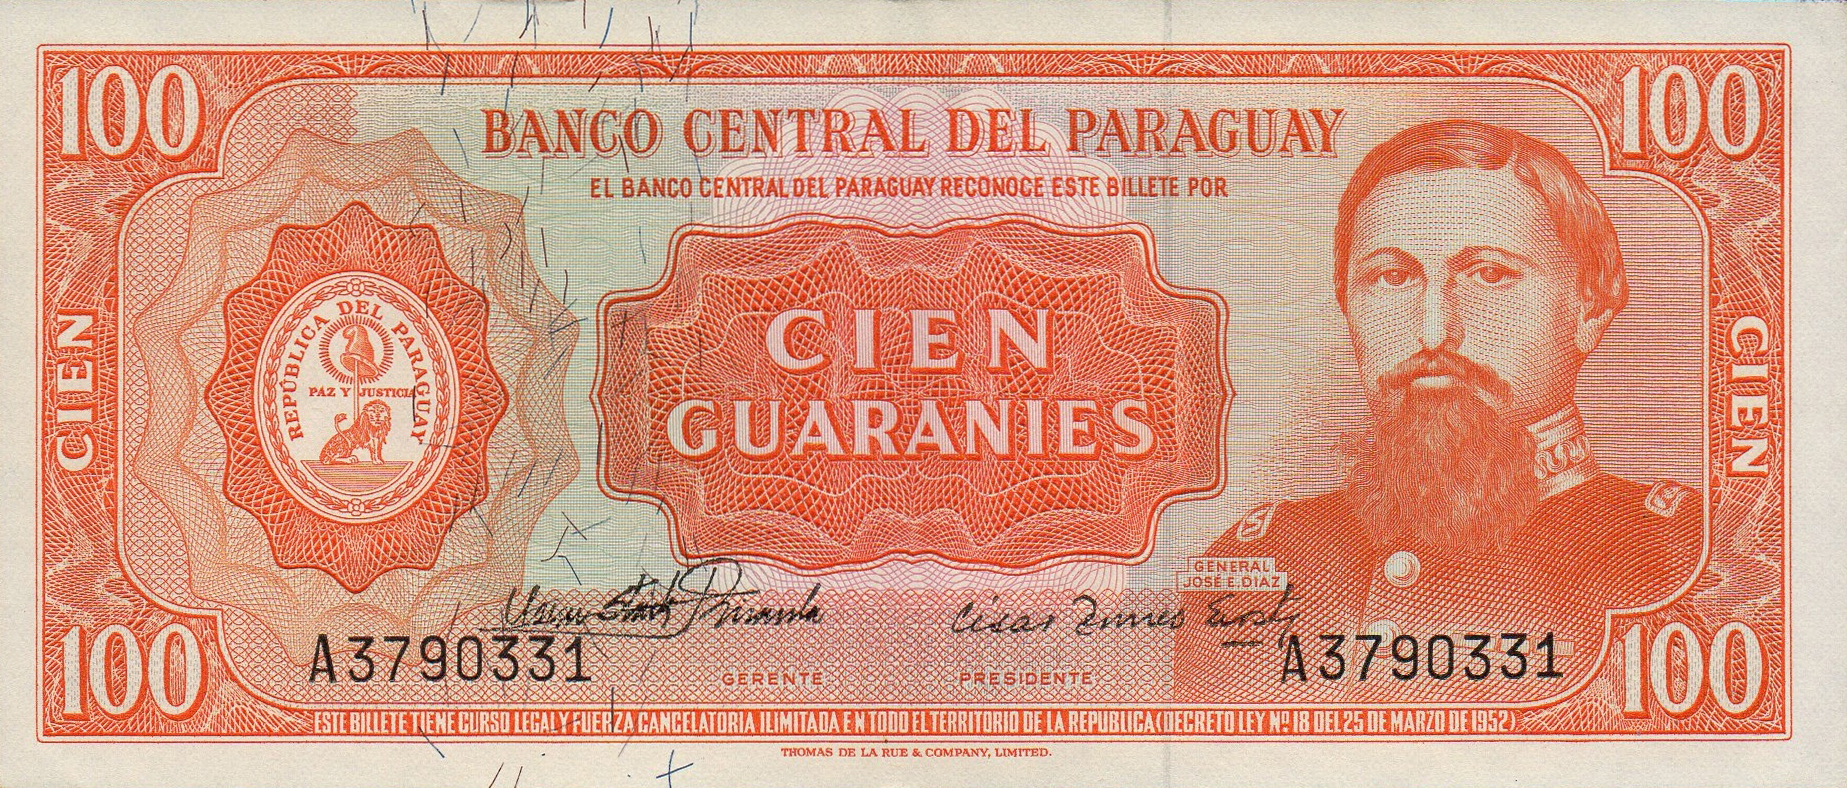 100
100
BANCO CENTRAL DEL PARAGUAY
EL BANCO CENTRAL DEL PARAGUAY RECONOCE ESTE BILLETE POR
REPÚBLICA DEL PARAGUAY
PAZ Y JUSTICIA
CIEN
CIEN
GUARANIES
CIEN
GENERAL
JOSÉ E. DIAZ
CIEN
A3790331
GERENTE
PRESIDENTE
A3790331
100
100
ESTE BILLETE TIENE CURSO LEGAL Y FUERZA CANCELATORIA ILIMITADA EN TODO EL TERRITORIO DE LA REPUBLICA (DECRETO LEY Nº 18 DEL 25 DE MARZO DE 1952)
THOMAS DE LA RUE & COMPANY, LIMITED.